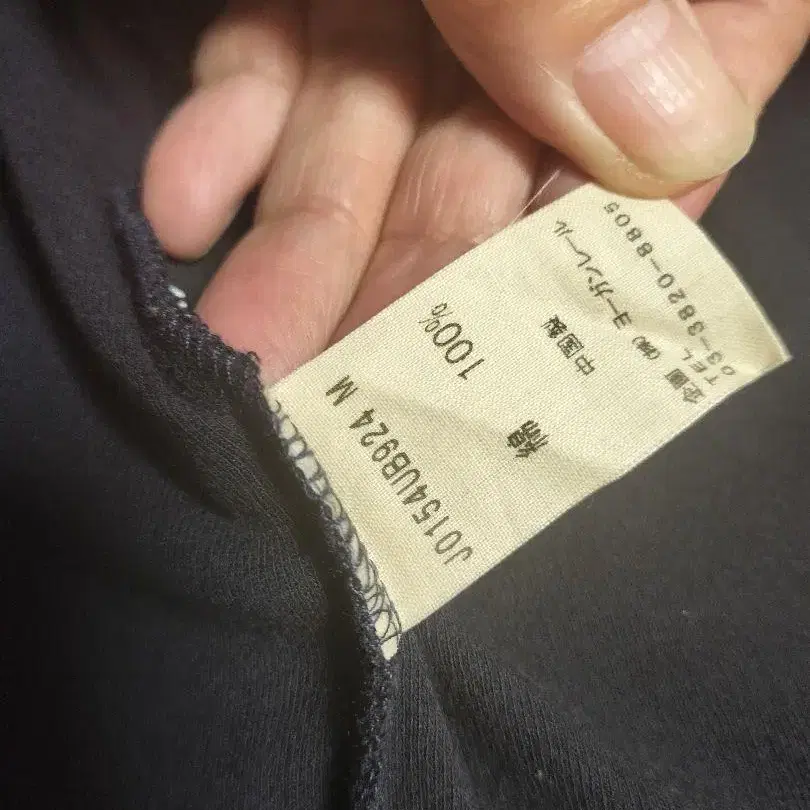 J0154UB924 M
綿 100%
中国製
企画 (株) ヨーガンレール
TEL
03-3820-8805